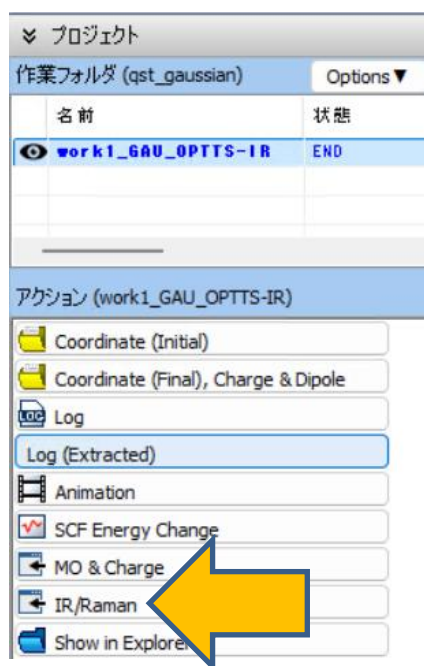 プロジェクト
作業フォルダ (qst_gaussian) Options▼
名前 状態
work1_GAU_OPTTS-IR END
アクション (work1_GAU_OPTTS-IR)
Coordinate (Initial)
Coordinate (Final), Charge & Dipole
LOG Log
Log (Extracted)
Animation
SCF Energy Change
MO & Charge
IR/Raman
Show in Explorer